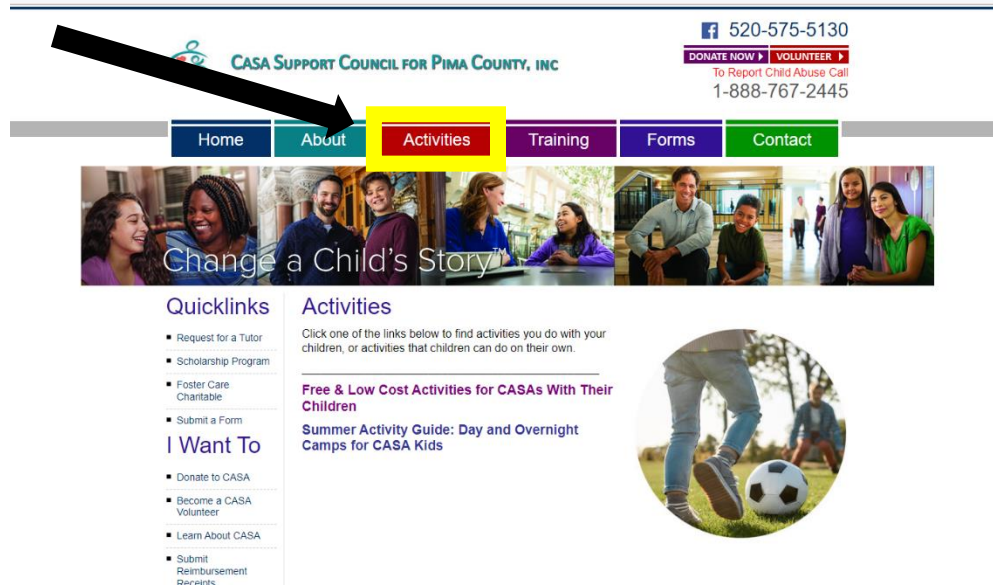 520-575-5130
CASA SUPPORT COUNCIL FOR PIMA COUNTY, INC
DONATE NOW VOLUNTEER
To Report Child Abuse Call
1-888-767-2445
Home About Activities Training Forms Contact
Change a Child's Story™
Quicklinks
Request for a Tutor
Scholarship Program
Foster Care
Charitable
Submit a Form
I Want To
Donate to CASA
Become a CASA
Volunteer
Learn About CASA
Submit
Reimbursement
Receipts
Activities
Click one of the links below to find activities you do with your
children, or activities that children can do on their own.
Free & Low Cost Activities for CASAs With Their
Children
Summer Activity Guide: Day and Overnight
Camps for CASA Kids